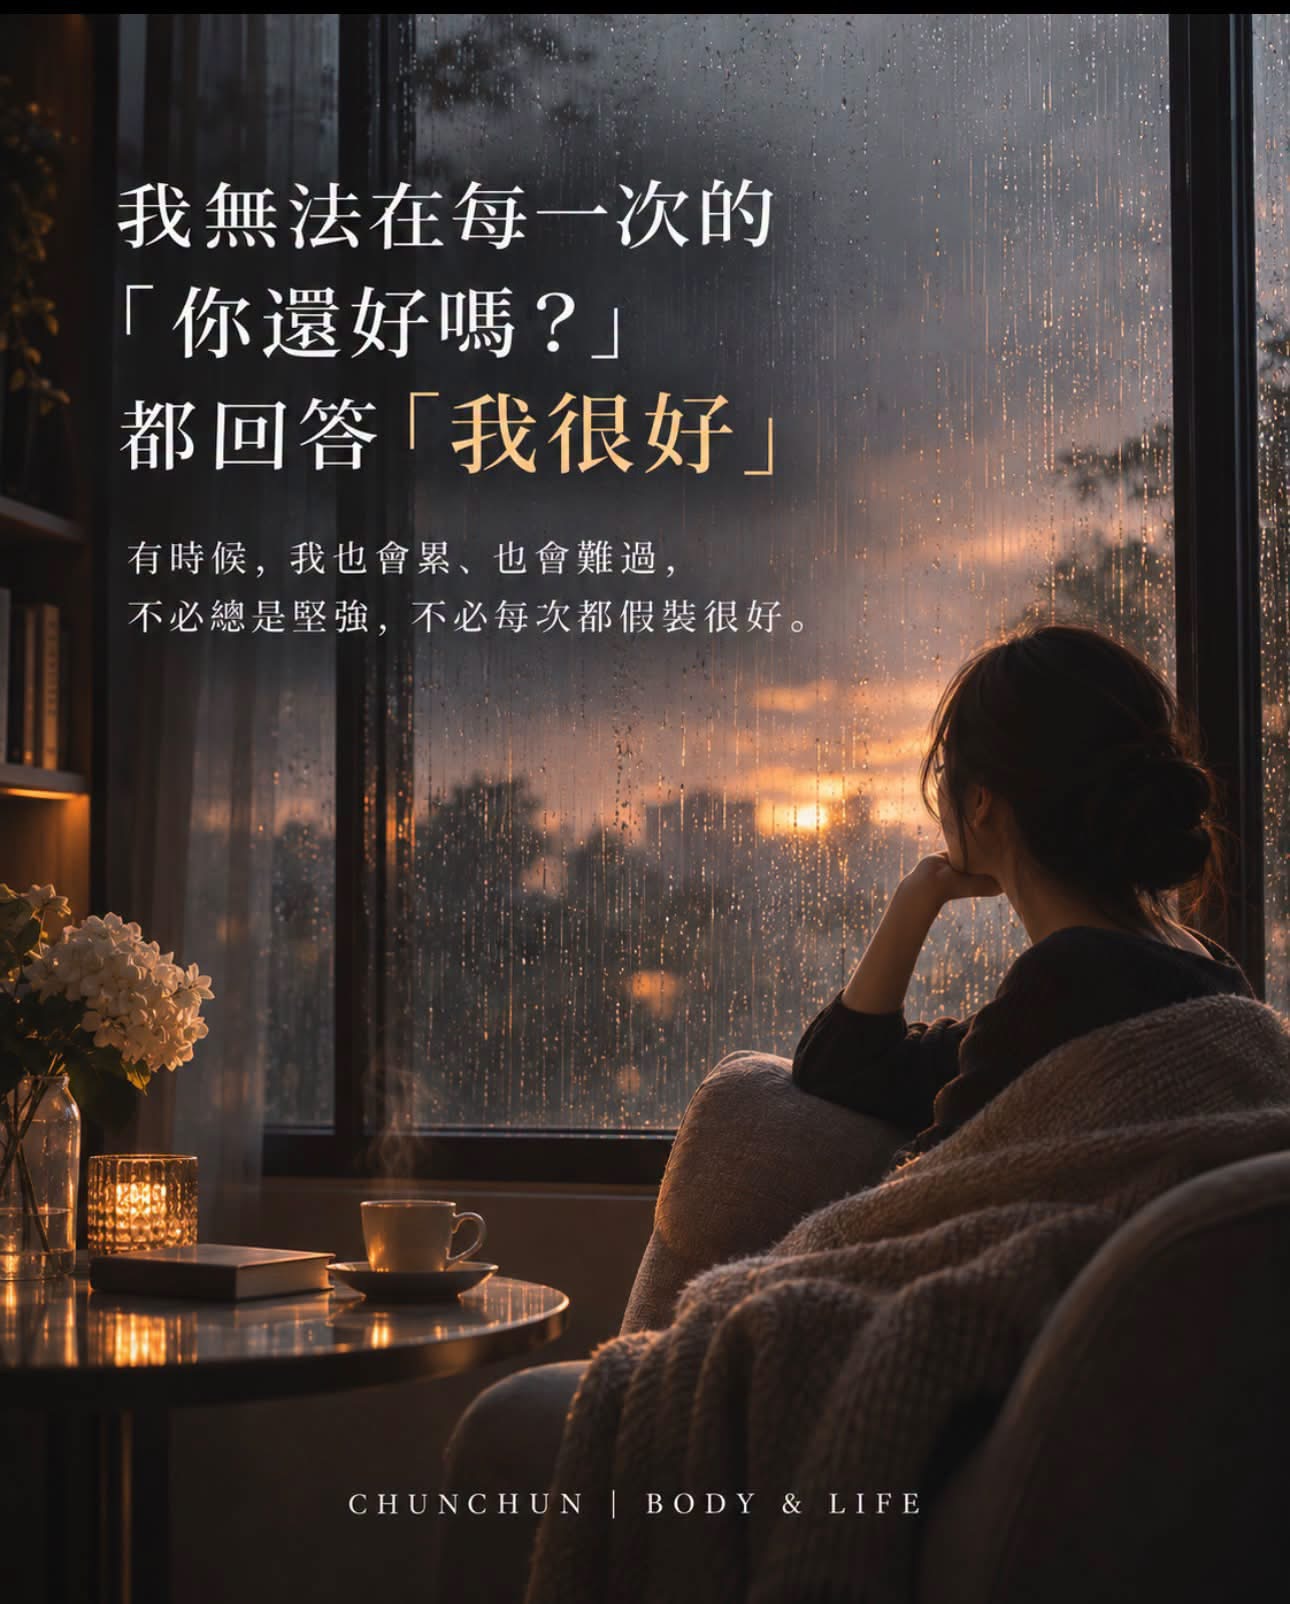 我無法在每一次的
「你還好嗎？」
都回答「我很好」
有時候，我也會累、也會難過，
不必總是堅強，不必每次都假裝很好。
CHUNCHUN | BODY & LIFE